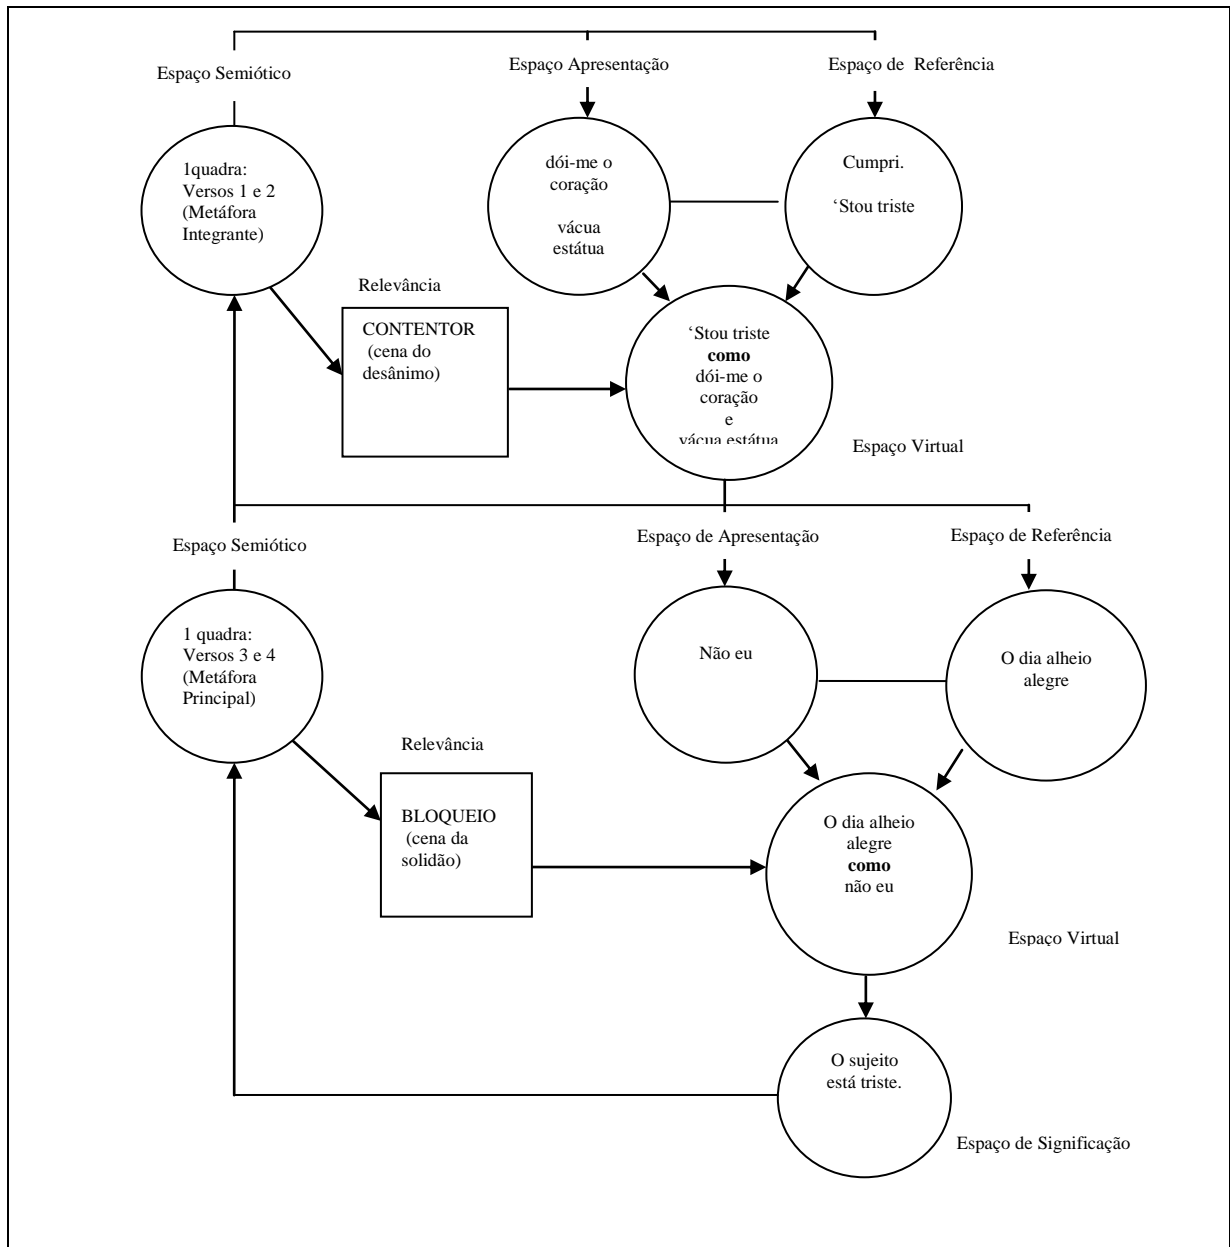 Espaço Semiótico
Espaço Apresentação
Espaço de Referência
1quadra:
Versos 1 e 2
(Metáfora
Integrante)
dói-me o
coração
vácua
estátua
Cumpri.
‘Stou triste
Relevância
CONTENTOR
(cena do
desânimo)
‘Stou triste
como
dói-me o
coração
e
vácua estátua
Espaço Virtual
Espaço Semiótico
Espaço de Apresentação
Espaço de Referência
1 quadra:
Versos 3 e 4
(Metáfora
Principal)
Não eu
O dia alheio
alegre
Relevância
BLOQUEIO
(cena da
solidão)
O dia alheio
alegre
como
não eu
Espaço Virtual
O sujeito
está triste.
Espaço de Significação